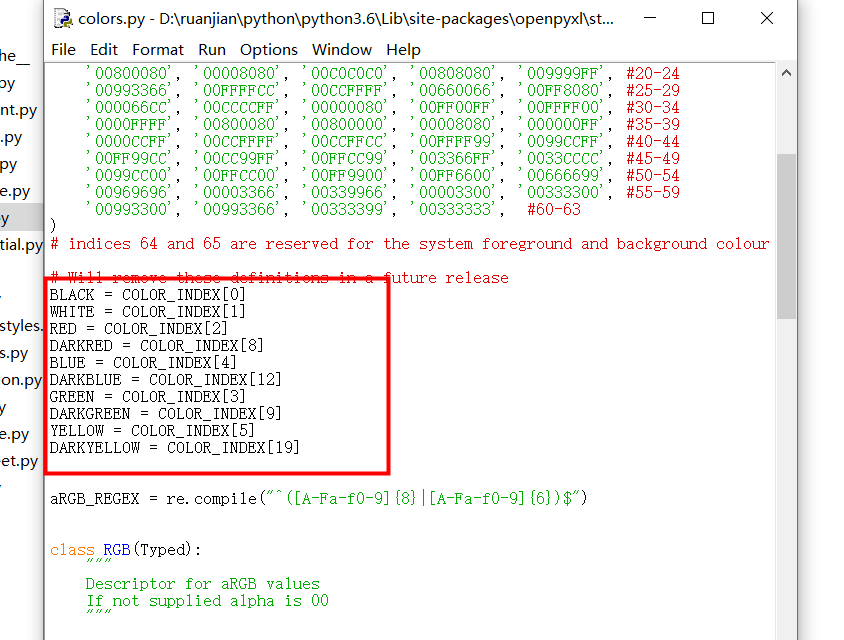 colors.py - D:\ruanjian\python\python3.6\Lib\site-packages\openpyxl\st...
File Edit Format Run Options Window Help
'00800080', '00008080', '00C0C0C0', '00808080', '009999FF', #20-24
'00993366', '00FFFFCC', '00CCFFFF', '00660066', '00FF8080', #25-29
'000066CC', '00CCCCFF', '00000080', '00FF00FF', '00FFFF00', #30-34
'0000FFFF', '00800080', '00800000', '00008080', '000000FF', #35-39
'0000CCFF', '00CCFFFF', '00CCFFCC', '00FFFF99', '0099CCFF', #40-44
'00FF99CC', '00CC99FF', '00FFCC99', '003366FF', '0033CCCC', #45-49
'0099CC00', '00FFCC00', '00FF9900', '00FF6600', '00666699', #50-54
'00969696', '00003366', '00339966', '00003300', '00333300', #55-59
'00993300', '00993366', '00333399', '00333333', #60-63
)
# indices 64 and 65 are reserved for the system foreground and background colour
# Will remove these definitions in a future release
BLACK = COLOR_INDEX[0]
WHITE = COLOR_INDEX[1]
RED = COLOR_INDEX[2]
DARKRED = COLOR_INDEX[8]
BLUE = COLOR_INDEX[4]
DARKBLUE = COLOR_INDEX[12]
GREEN = COLOR_INDEX[3]
DARKGREEN = COLOR_INDEX[9]
YELLOW = COLOR_INDEX[5]
DARKYELLOW = COLOR_INDEX[19]
aRGB_REGEX = re.compile("^([A-Fa-f0-9]{8}|[A-Fa-f0-9]{6})$")
class RGB(Typed):
"""
Descriptor for aRGB values
If not supplied alpha is 00
"""
he__
py
nt.py
.py
py
e.py
y
tial.py
styles.
s.py
on.py
y
e.py
et.py